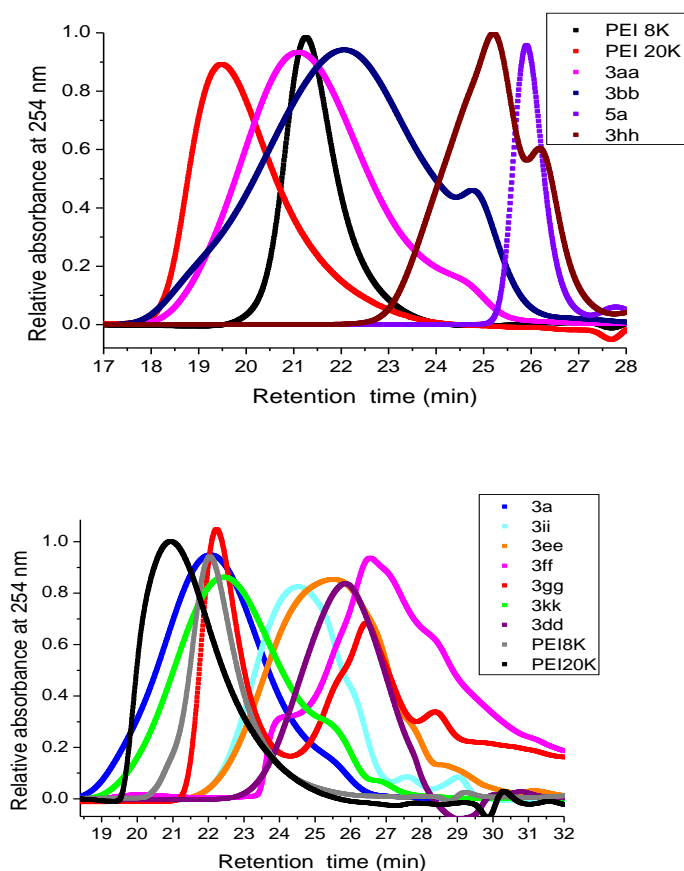 PEI 8K
PEI 20K
3aa
3bb
5a
3hh
Relative absorbance at 254 nm
1.0
0.8
0.6
0.4
0.2
0.0
17 18 19 20 21 22 23 24 25 26 27 28
Retention time (min)
3a
3ii
3ee
3ff
3gg
3kk
3dd
PEI8K
PEI20K
Relative absorbance at 254 nm
1.0
0.8
0.6
0.4
0.2
0.0
19 20 21 22 23 24 25 26 27 28 29 30 31 32
Retention time (min)